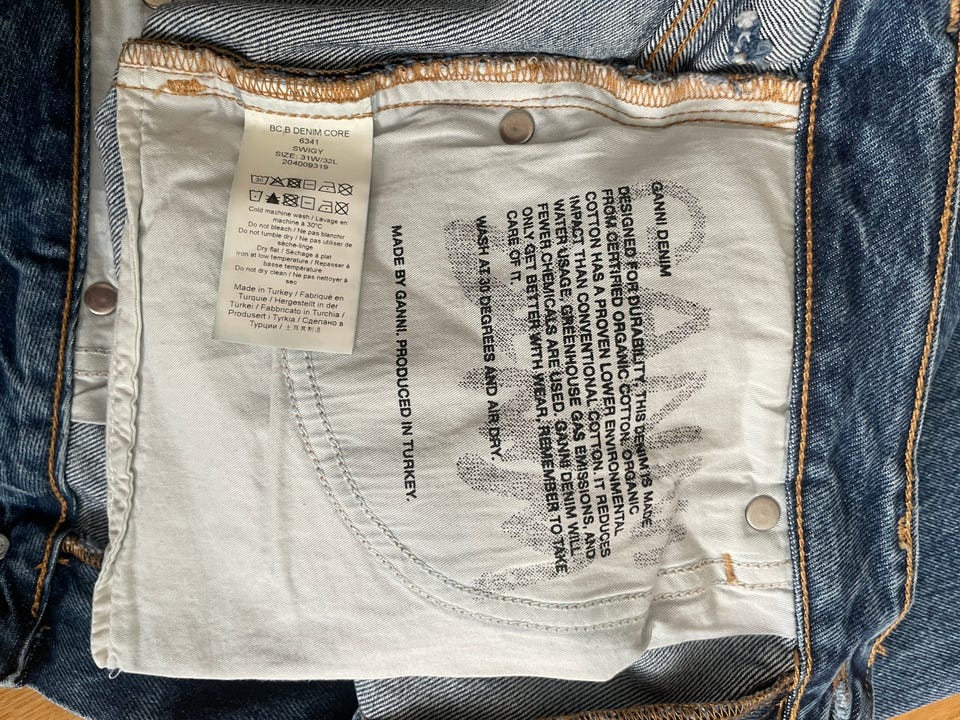 BC.B DENIM CORE
6341
SWIGY
SIZE: 31W/32L
204009319
30
Cold machine wash / Lavage en
machine à 30°C
Do not bleach / Ne pas blanchir
Do not tumble dry / Ne pas utiliser de
sèche-linge
Dry flat / Séchage à plat
Iron at low temperature / Repasser à
basse température
Do not dry clean / Ne pas nettoyer à
sec
Made in Turkey / Fabriqué en
Turquie / Hergestellt in der
Türkei / Fabbricato in Turchia /
Produsert i Tyrkia / Сделано в
Турции / 土耳其制造
GANNI DENIM
DESIGNED FOR DURABILITY, THIS DENIM IS MADE
FROM CERTIFIED ORGANIC COTTON. ORGANIC
COTTON HAS A PROVEN LOWER ENVIRONMENTAL
IMPACT THAN CONVENTIONAL COTTON. IT REDUCES
WATER USAGE, GREENHOUSE GAS EMISSIONS, AND
FEWER CHEMICALS ARE USED. GANNI DENIM WILL
ONLY GET BETTER WITH WEAR, REMEMBER TO TAKE
CARE OF IT.
WASH AT 30 DEGREES AND AIR DRY.
MADE BY GANNI. PRODUCED IN TURKEY.